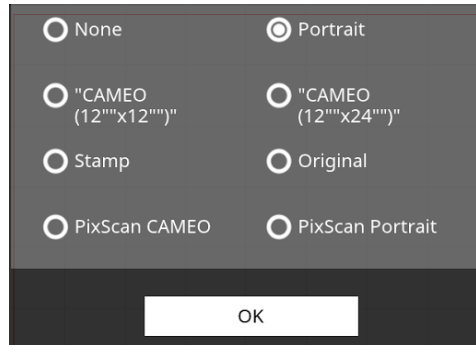 None
Portrait
"CAMEO
(12""x12"")"
"CAMEO
(12""x24"")"
Stamp
Original
PixScan CAMEO
PixScan Portrait
OK